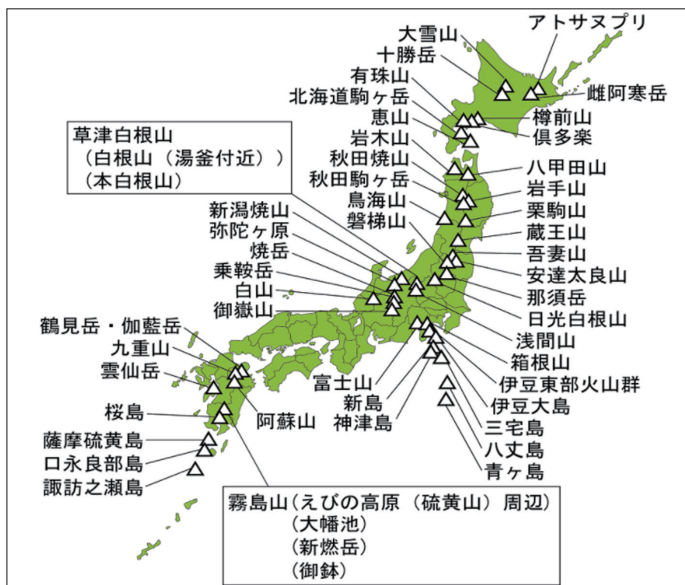 アトサヌプリ
大雪山
十勝岳
有珠山
雌阿寒岳
北海道駒ヶ岳
樽前山
恵山
倶多楽
岩木山
草津白根山
(白根山（湯釜付近）)
(本白根山)
秋田焼山
八甲田山
秋田駒ヶ岳
岩手山
鳥海山
栗駒山
新潟焼山
磐梯山
蔵王山
弥陀ヶ原
吾妻山
焼岳
安達太良山
乗鞍岳
那須岳
白山
日光白根山
御嶽山
浅間山
鶴見岳・伽藍岳
箱根山
九重山
伊豆東部火山群
雲仙岳
富士山
伊豆大島
新島
桜島
阿蘇山
神津島
三宅島
薩摩硫黄島
八丈島
口永良部島
青ヶ島
諏訪之瀬島
霧島山(えびの高原（硫黄山）周辺)
(大幡池)
(新燃岳)
(御鉢)